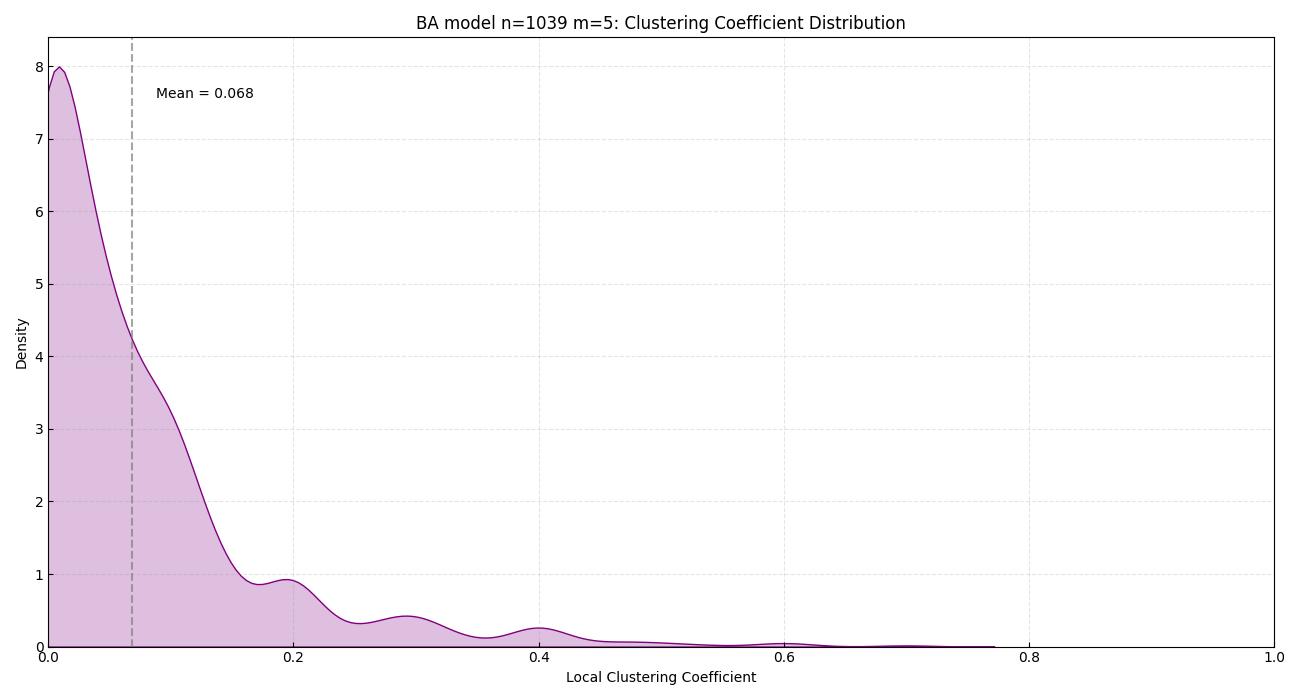 BA model n=1039 m=5: Clustering Coefficient Distribution
Mean = 0.068
Density
8
7
6
5
4
3
2
1
0
0.0 0.2 0.4 0.6 0.8 1.0
Local Clustering Coefficient